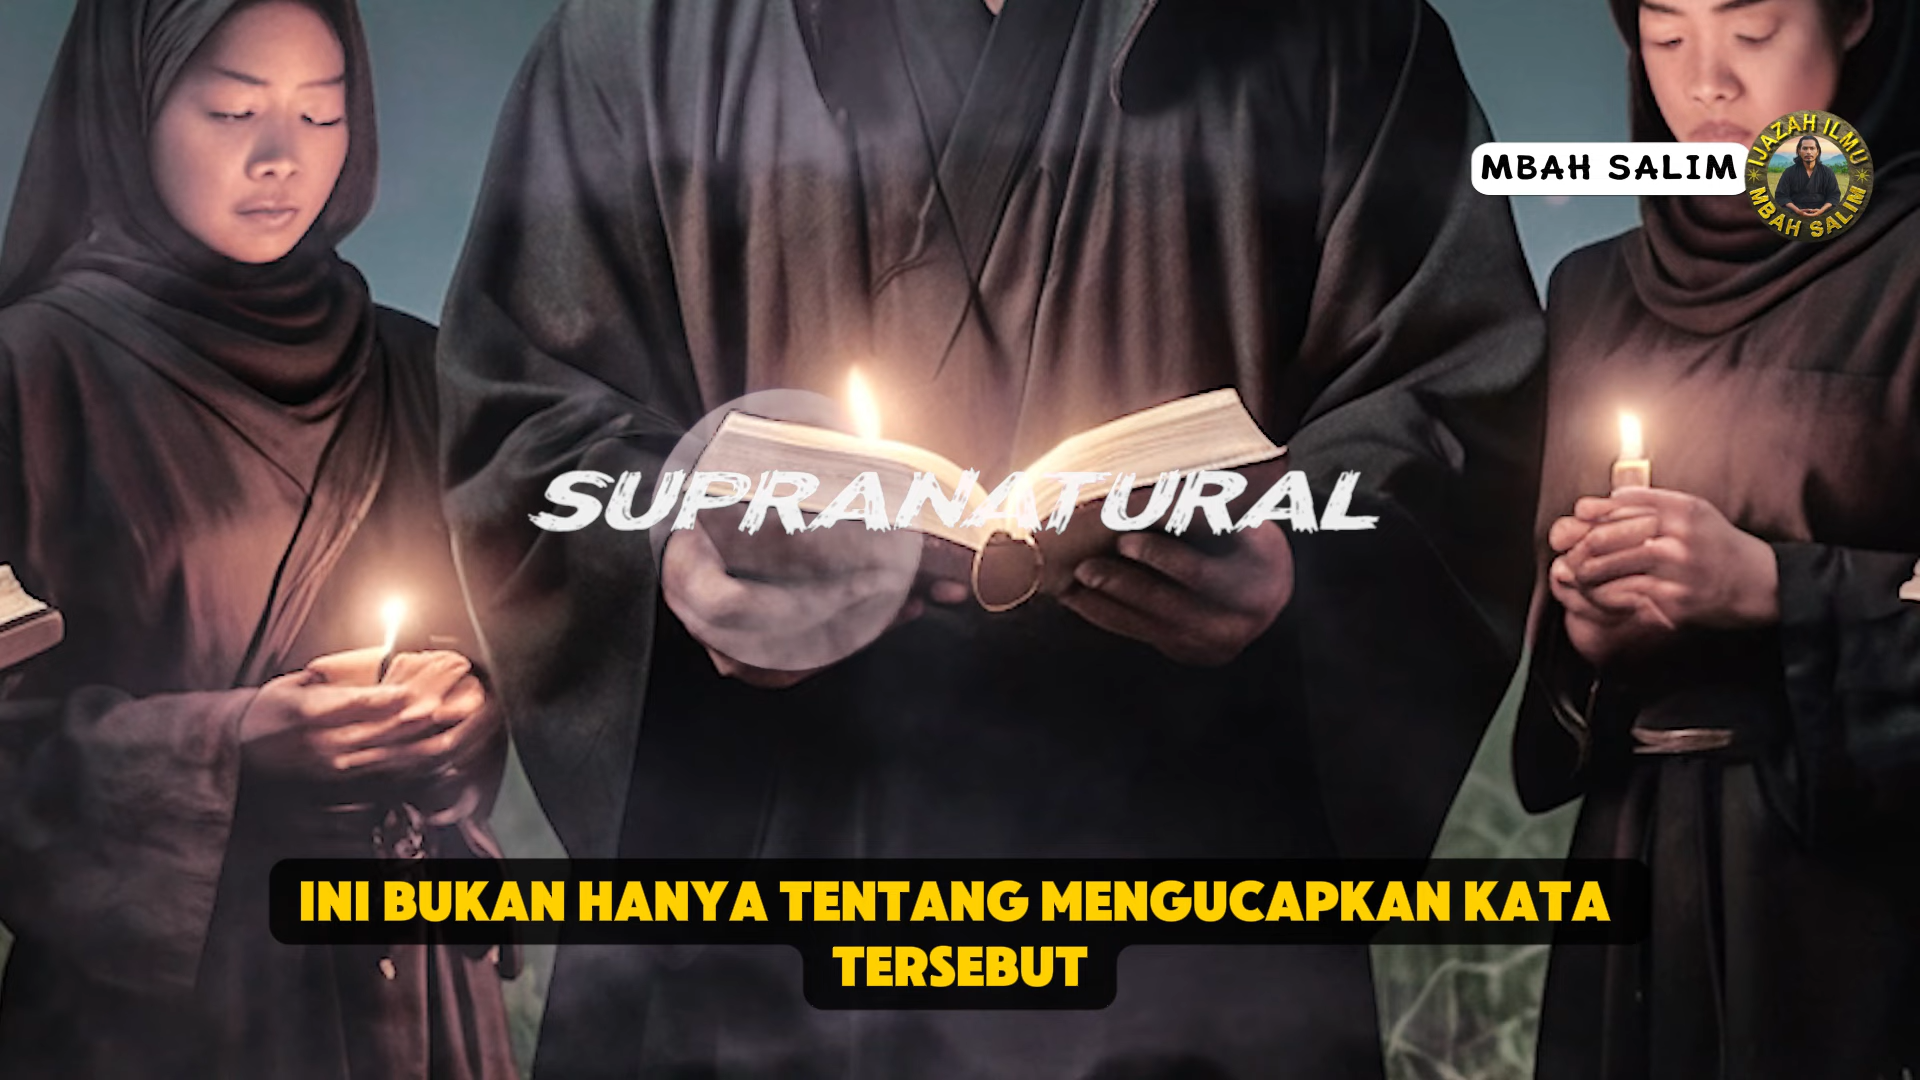 MBAH SALIM
IJAZAH ILMU
MBAH SALIM
SUPRANATURAL
INI BUKAN HANYA TENTANG MENGUCAPKAN KATA
TERSEBUT